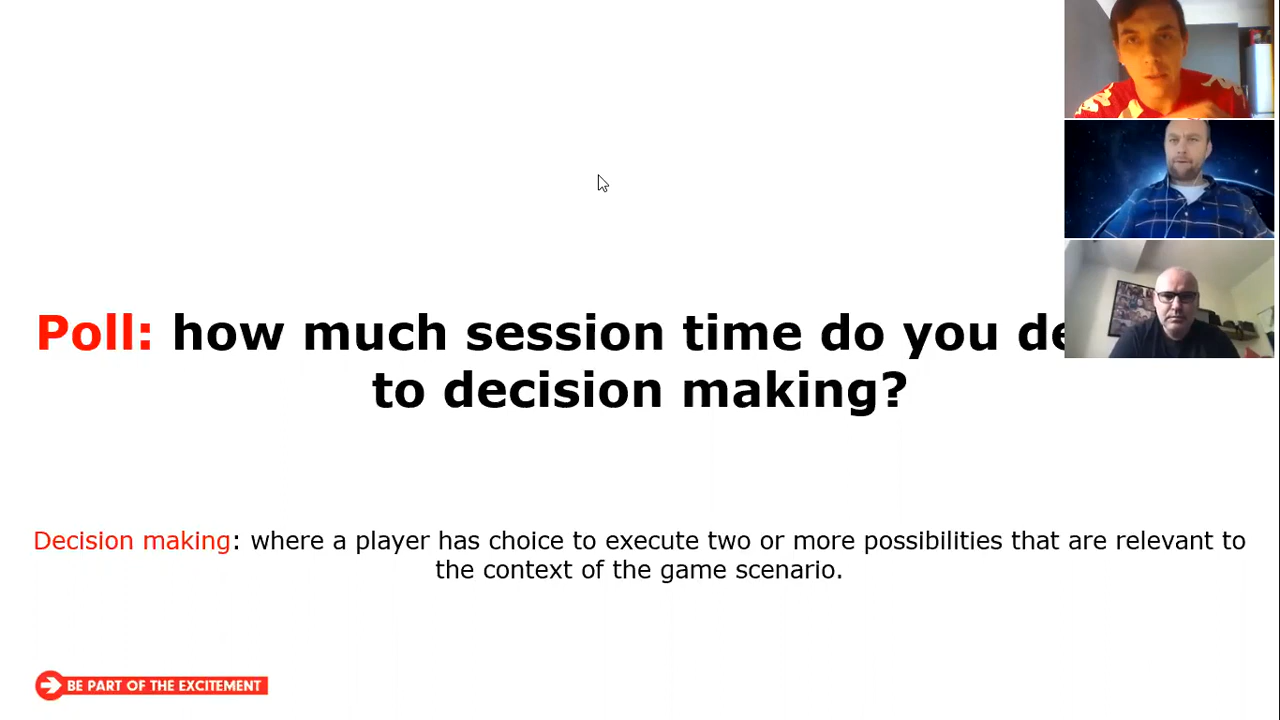 Poll: how much session time do you
to decision making?
Decision making: where a player has choice to execute two or more possibilities that are relevant to
the context of the game scenario.
BE PART OF THE EXCITEMENT